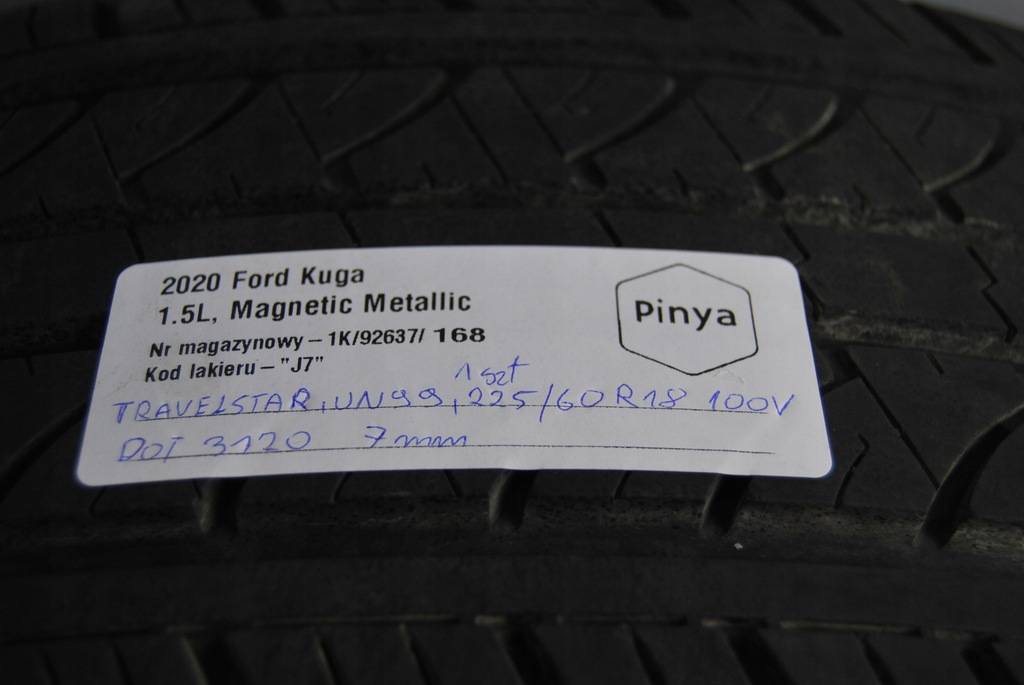 2020 Ford Kuga
1.5L, Magnetic Metallic
Pinya
Nr magazynowy – 1K/92637/ 168
Kod lakieru – "J7"
1 szt
TRAVELSTAR, UN99, 225/60 R18 100V
DOT 3120 7mm